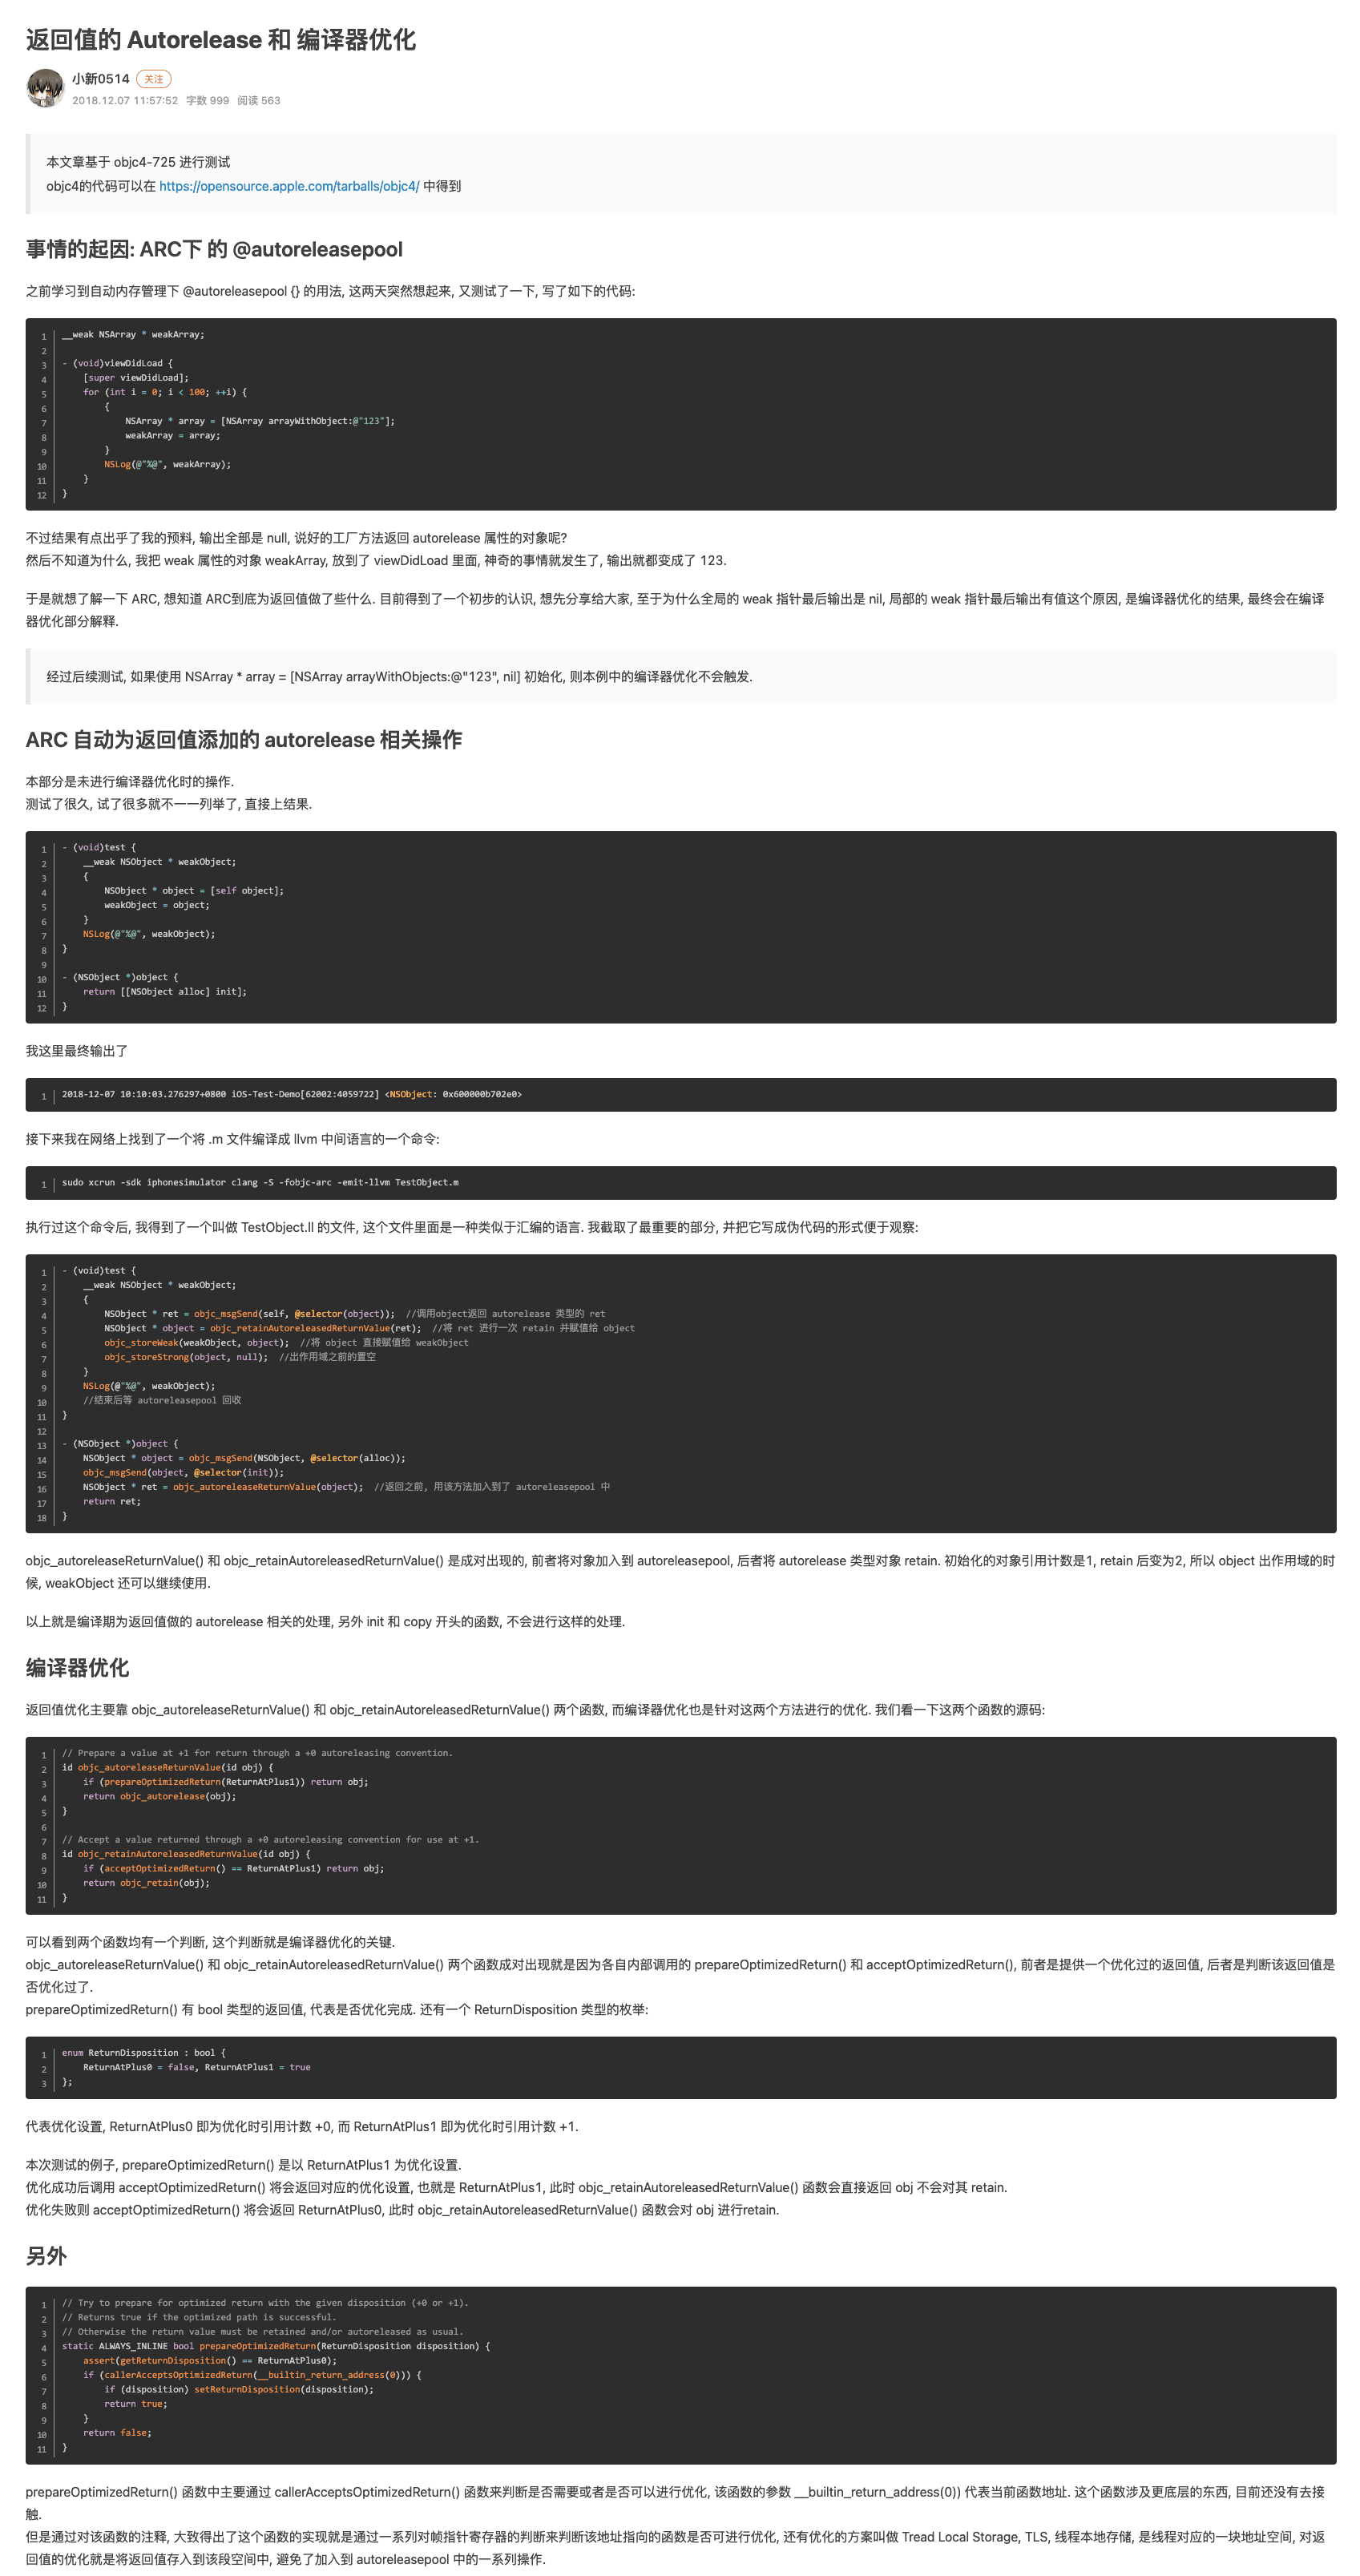 返回值的 Autorelease 和 编译器优化
小新0514 关注
2018.12.07 11:57:52 字数 999 阅读 563
本文章基于 objc4-725 进行测试
objc4的代码可以在 https://opensource.apple.com/tarballs/objc4/ 中得到
事情的起因: ARC下 的 @autoreleasepool
之前学习到自动内存管理下 @autoreleasepool {} 的用法, 这两天突然想起来, 又测试了一下, 写了如下的代码:
1 __weak NSArray * weakArray;
2
3 - (void)viewDidLoad {
4 [super viewDidLoad];
5 for (int i = 0; i < 100; ++i) {
6 {
7 NSArray * array = [NSArray arrayWithObject:@"123"];
8 weakArray = array;
9 }
10 NSLog(@"%@", weakArray);
11 }
12 }
不过结果有点出乎了我的预料, 输出全部是 null, 说好的工厂方法返回 autorelease 属性的对象呢?
然后不知道为什么, 我把 weak 属性的对象 weakArray, 放到了 viewDidLoad 里面, 神奇的事情就发生了, 输出就都变成了 123.
于是就想了解一下 ARC, 想知道 ARC到底为返回值做了些什么. 目前得到了一个初步的认识, 想先分享给大家, 至于为什么全局的 weak 指针最后输出是 nil, 局部的 weak 指针最后输出有值这个原因, 是编译器优化的结果, 最终会在编译
器优化部分解释.
经过后续测试, 如果使用 NSArray * array = [NSArray arrayWithObjects:@"123", nil] 初始化, 则本例中的编译器优化不会触发.
ARC 自动为返回值添加的 autorelease 相关操作
本部分是未进行编译器优化时的操作.
测试了很久, 试了很多就不一一列举了, 直接上结果.
1 - (void)test {
2 __weak NSObject * weakObject;
3 {
4 NSObject * object = [self object];
5 weakObject = object;
6 }
7 NSLog(@"%@", weakObject);
8 }
9
10 - (NSObject *)object {
11 return [[NSObject alloc] init];
12 }
我这里最终输出了
1 2018-12-07 10:10:03.276297+0800 iOS-Test-Demo[62002:4059722] <NSObject: 0x600000b702e0>
接下来我在网络上找到了一个将 .m 文件编译成 llvm 中间语言的一个命令:
1 sudo xcrun -sdk iphonesimulator clang -S -fobjc-arc -emit-llvm TestObject.m
执行过这个命令后, 我得到了一个叫做 TestObject.ll 的文件, 这个文件里面是一种类似于汇编的语言. 我截取了最重要的部分, 并把它写成伪代码的形式便于观察:
1 - (void)test {
2 __weak NSObject * weakObject;
3 {
4 NSObject * ret = objc_msgSend(self, @selector(object)); //调用object返回 autorelease 类型的 ret
5 NSObject * object = objc_retainAutoreleasedReturnValue(ret); //将 ret 进行一次 retain 并赋值给 object
6 objc_storeWeak(weakObject, object); //将 object 直接赋值给 weakObject
7 objc_storeStrong(object, null); //出作用域之前的置空
8 }
9 NSLog(@"%@", weakObject);
10 //结束后等 autoreleasepool 回收
11 }
12
13 - (NSObject *)object {
14 NSObject * object = objc_msgSend(NSObject, @selector(alloc));
15 objc_msgSend(object, @selector(init));
16 NSObject * ret = objc_autoreleaseReturnValue(object); //返回之前, 用该方法加入到了 autoreleasepool 中
17 return ret;
18 }
objc_autoreleaseReturnValue() 和 objc_retainAutoreleasedReturnValue() 是成对出现的, 前者将对象加入到 autoreleasepool, 后者将 autorelease 类型对象 retain. 初始化的对象引用计数是1, retain 后变为2, 所以 object 出作用域的时
候, weakObject 还可以继续使用.
以上就是编译期为返回值做的 autorelease 相关的处理, 另外 init 和 copy 开头的函数, 不会进行这样的处理.
编译器优化
返回值优化主要靠 objc_autoreleaseReturnValue() 和 objc_retainAutoreleasedReturnValue() 两个函数, 而编译器优化也是针对这两个方法进行的优化. 我们看一下这两个函数的源码:
1 // Prepare a value at +1 for return through a +0 autoreleasing convention.
2 id objc_autoreleaseReturnValue(id obj) {
3 if (prepareOptimizedReturn(ReturnAtPlus1)) return obj;
4 return objc_autorelease(obj);
5 }
6
7 // Accept a value returned through a +0 autoreleasing convention for use at +1.
8 id objc_retainAutoreleasedReturnValue(id obj) {
9 if (acceptOptimizedReturn() == ReturnAtPlus1) return obj;
10 return objc_retain(obj);
11 }
可以看到两个函数均有一个判断, 这个判断就是编译器优化的关键.
objc_autoreleaseReturnValue() 和 objc_retainAutoreleasedReturnValue() 两个函数成对出现就是因为各自内部调用的 prepareOptimizedReturn() 和 acceptOptimizedReturn(), 前者是提供一个优化过的返回值, 后者是判断该返回值是
否优化过了.
prepareOptimizedReturn() 有 bool 类型的返回值, 代表是否优化完成. 还有一个 ReturnDisposition 类型的枚举:
1 enum ReturnDisposition : bool {
2 ReturnAtPlus0 = false, ReturnAtPlus1 = true
3 };
代表优化设置, ReturnAtPlus0 即为优化时引用计数 +0, 而 ReturnAtPlus1 即为优化时引用计数 +1.
本次测试的例子, prepareOptimizedReturn() 是以 ReturnAtPlus1 为优化设置.
优化成功后调用 acceptOptimizedReturn() 将会返回对应的优化设置, 也就是 ReturnAtPlus1, 此时 objc_retainAutoreleasedReturnValue() 函数会直接返回 obj 不会对其 retain.
优化失败则 acceptOptimizedReturn() 将会返回 ReturnAtPlus0, 此时 objc_retainAutoreleasedReturnValue() 函数会对 obj 进行retain.
另外
1 // Try to prepare for optimized return with the given disposition (+0 or +1).
2 // Returns true if the optimized path is successful.
3 // Otherwise the return value must be retained and/or autoreleased as usual.
4 static ALWAYS_INLINE bool prepareOptimizedReturn(ReturnDisposition disposition) {
5 assert(getReturnDisposition() == ReturnAtPlus0);
6 if (callerAcceptsOptimizedReturn(__builtin_return_address(0))) {
7 if (disposition) setReturnDisposition(disposition);
8 return true;
9 }
10 return false;
11 }
prepareOptimizedReturn() 函数中主要通过 callerAcceptsOptimizedReturn() 函数来判断是否需要或者是否可以进行优化, 该函数的参数 __builtin_return_address(0)) 代表当前函数地址. 这个函数涉及更底层的东西, 目前还没有去接
触.
但是通过对该函数的注释, 大致得出了这个函数的实现就是通过一系列对帧指针寄存器的判断来判断该地址指向的函数是否可进行优化, 还有优化的方案叫做 Tread Local Storage, TLS, 线程本地存储, 是线程对应的一块地址空间, 对返
回值的优化就是将返回值存入到该段空间中, 避免了加入到 autoreleasepool 中的一系列操作.